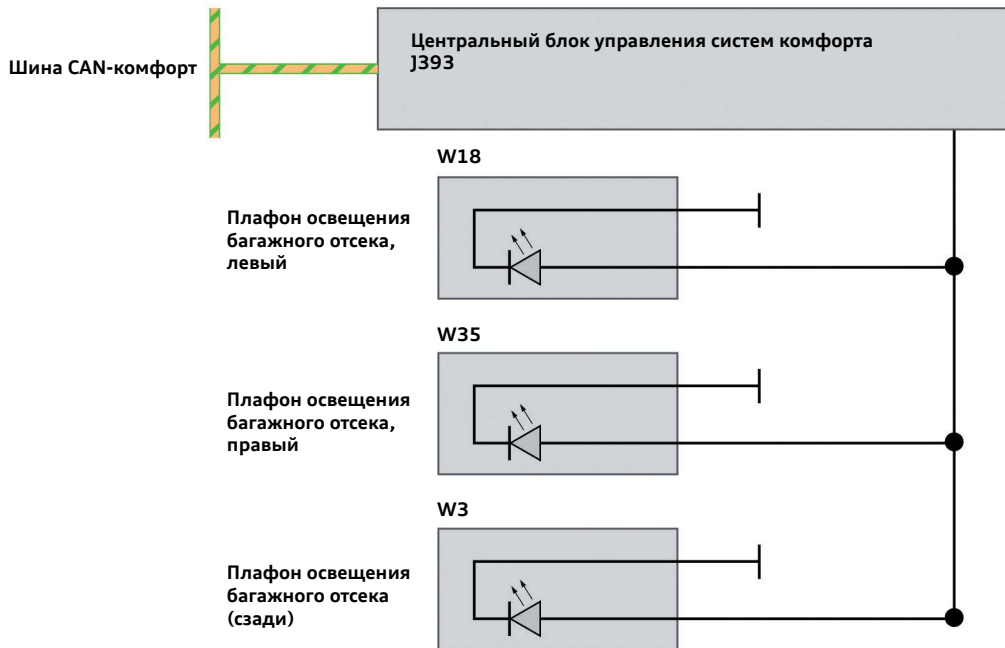 Центральный блок управления систем комфорта
J393
Шина CAN-комфорт
W18
Плафон освещения
багажного отсека,
левый
W35
Плафон освещения
багажного отсека,
правый
W3
Плафон освещения
багажного отсека
(сзади)